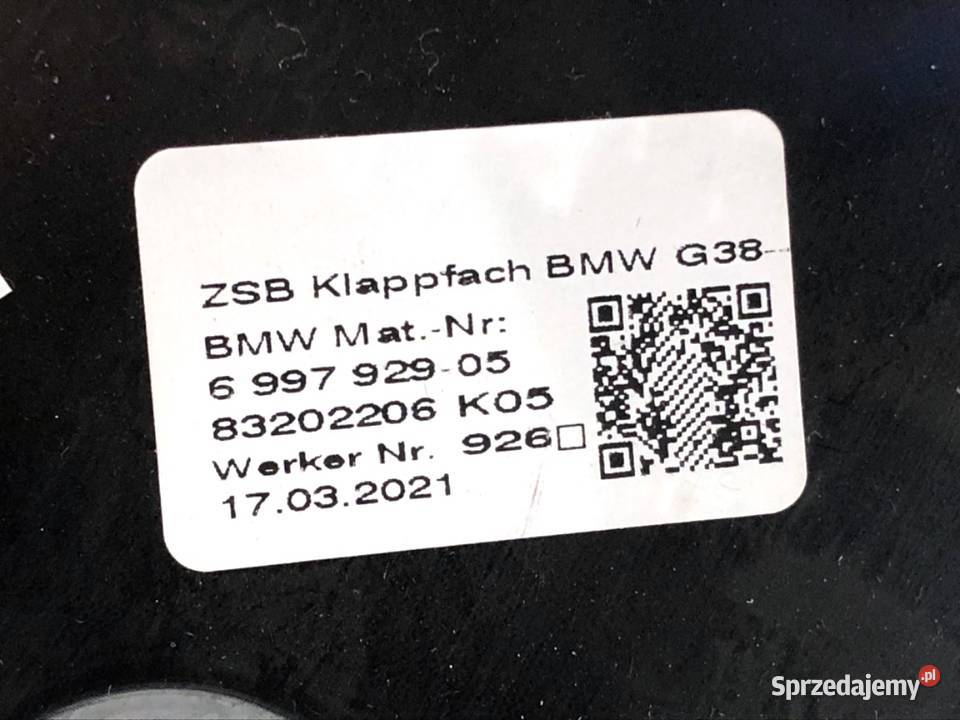 ZSB Klappfach BMW G38
BMW Mat.-Nr:
6 997 929-05
83202206 K05
Werker Nr. 926□
17.03.2021
Sprzedajemy.pl